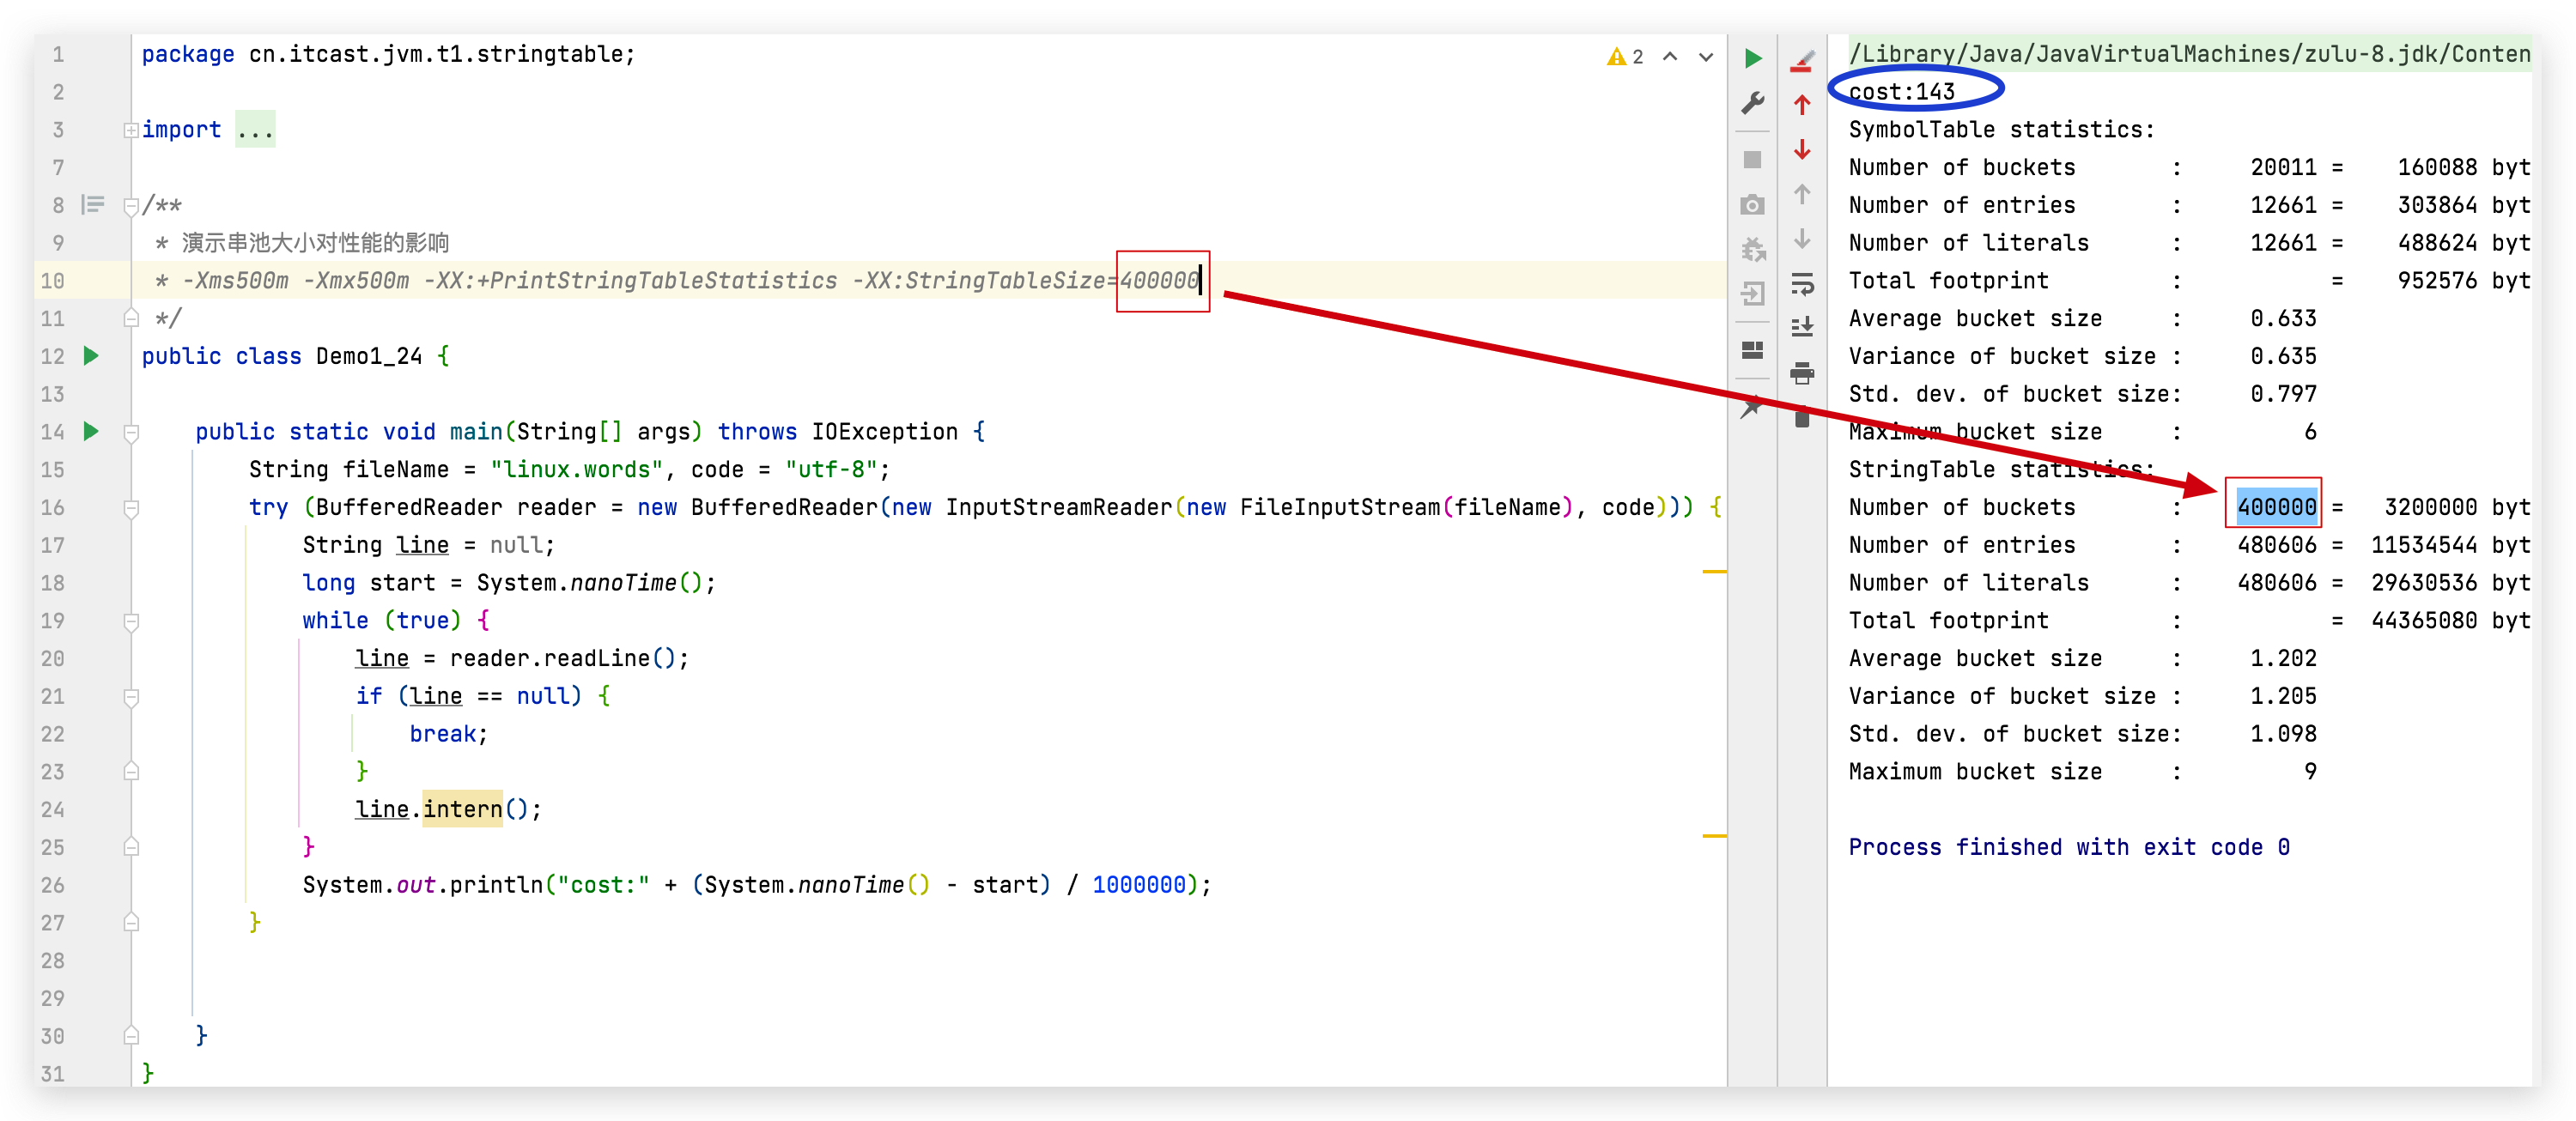 1 package cn.itcast.jvm.t1.stringtable;
2
3 import ...
7
8 /**
9 * 演示串池大小对性能的影响
10 * -Xms500m -Xmx500m -XX:+PrintStringTableStatistics -XX:StringTableSize=400000
11 */
12 public class Demo1_24 {
13
14 public static void main(String[] args) throws IOException {
15 String fileName = "linux.words", code = "utf-8";
16 try (BufferedReader reader = new BufferedReader(new InputStreamReader(new FileInputStream(fileName), code))) {
17 String line = null;
18 long start = System.nanoTime();
19 while (true) {
20 line = reader.readLine();
21 if (line == null) {
22 break;
23 }
24 line.intern();
25 }
26 System.out.println("cost:" + (System.nanoTime() - start) / 1000000);
27 }
28
29
30 }
31 }
2
/Library/Java/JavaVirtualMachines/zulu-8.jdk/Conten
cost:143
SymbolTable statistics:
Number of buckets : 20011 = 160088 byt
Number of entries : 12661 = 303864 byt
Number of literals : 12661 = 488624 byt
Total footprint : = 952576 byt
Average bucket size : 0.633
Variance of bucket size : 0.635
Std. dev. of bucket size: 0.797
Maximum bucket size : 6
StringTable statistics:
Number of buckets : 400000 = 3200000 byt
Number of entries : 480606 = 11534544 byt
Number of literals : 480606 = 29630536 byt
Total footprint : = 44365080 byt
Average bucket size : 1.202
Variance of bucket size : 1.205
Std. dev. of bucket size: 1.098
Maximum bucket size : 9
Process finished with exit code 0